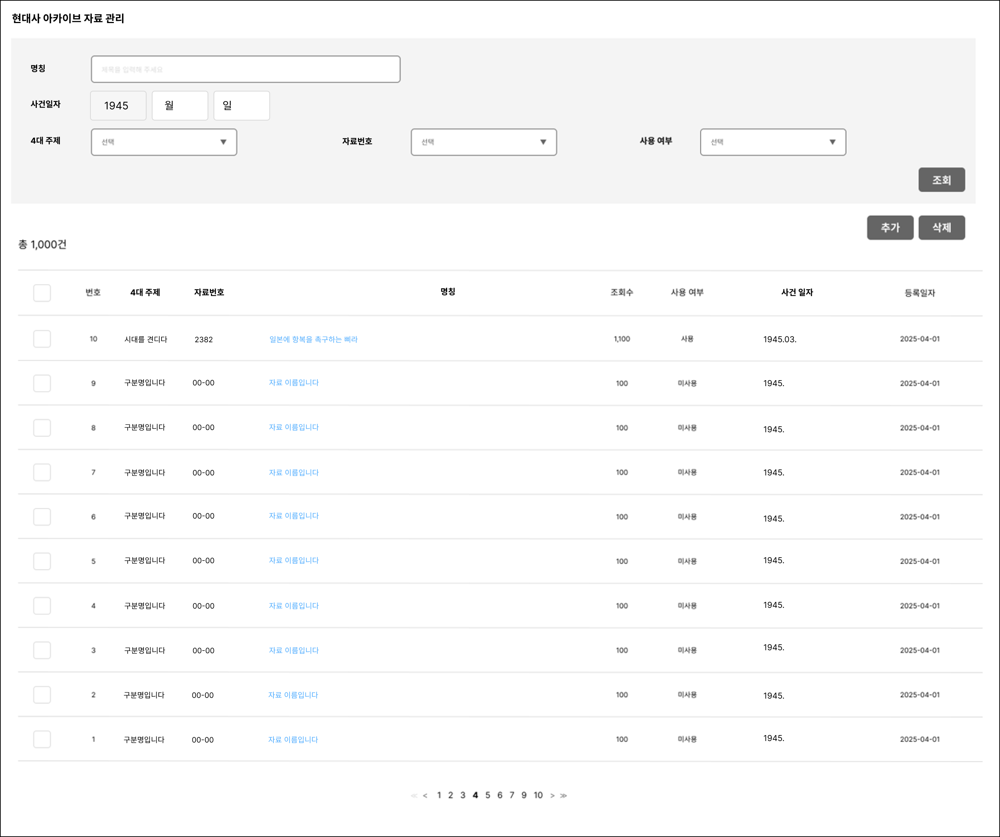 현대사 아카이브 자료 관리
명칭 제목을 입력해 주세요
사건일자 1945 월 일
4대 주제 선택 ▼ 자료번호 선택 ▼ 사용 여부 선택 ▼
조회
추가 삭제
총 1,000건
번호 4대 주제 자료번호 명칭 조회수 사용 여부 사건 일자 등록일자
10 시대를 견디다 2382 일본에 항복을 촉구하는 삐라 1,100 사용 1945.03. 2025-04-01
9 구분명입니다 00-00 자료 이름입니다 100 미사용 1945. 2025-04-01
8 구분명입니다 00-00 자료 이름입니다 100 미사용 1945. 2025-04-01
7 구분명입니다 00-00 자료 이름입니다 100 미사용 1945. 2025-04-01
6 구분명입니다 00-00 자료 이름입니다 100 미사용 1945. 2025-04-01
5 구분명입니다 00-00 자료 이름입니다 100 미사용 1945. 2025-04-01
4 구분명입니다 00-00 자료 이름입니다 100 미사용 1945. 2025-04-01
3 구분명입니다 00-00 자료 이름입니다 100 미사용 1945. 2025-04-01
2 구분명입니다 00-00 자료 이름입니다 100 미사용 1945. 2025-04-01
1 구분명입니다 00-00 자료 이름입니다 100 미사용 1945. 2025-04-01
≪ < 1 2 3 4 5 6 7 9 10 > ≫